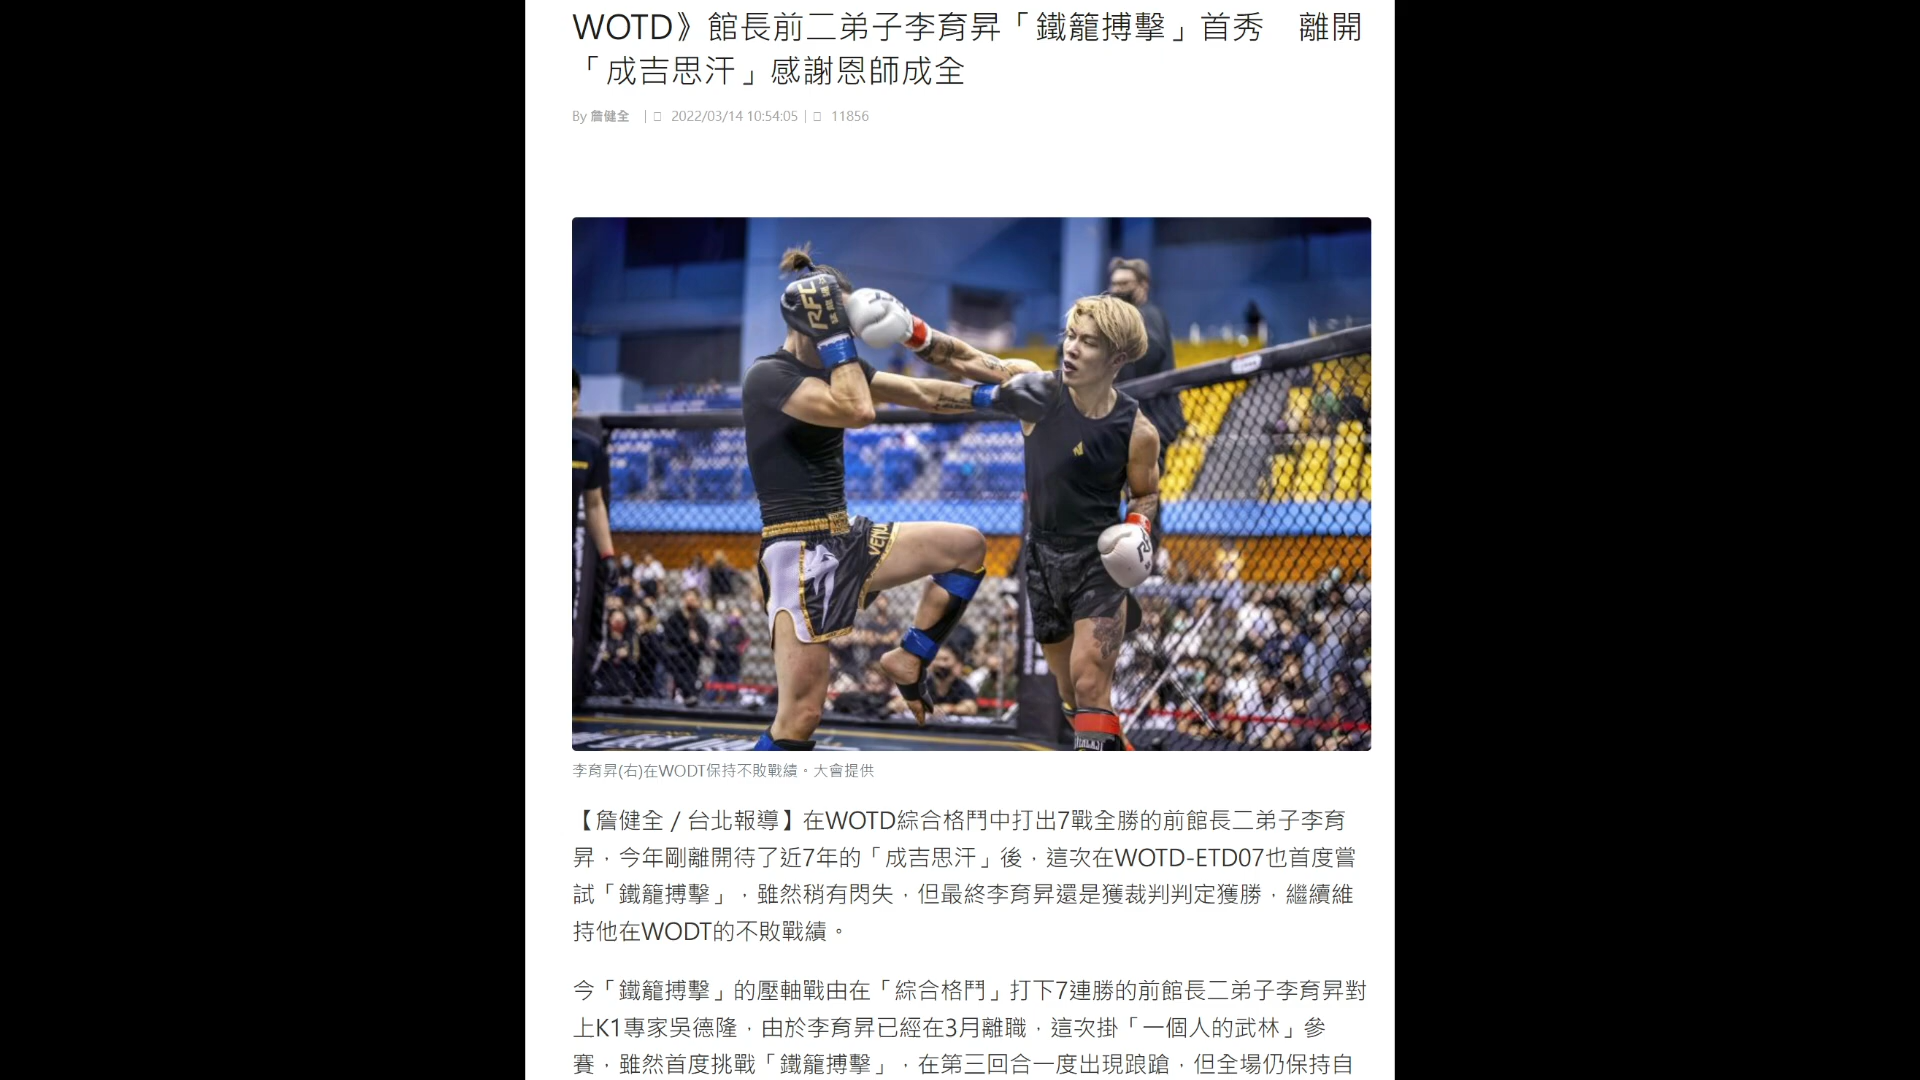 WOTD》館長前二弟子李育昇「鐵籠搏擊」首秀　離開
「成吉思汗」感謝恩師成全
By 詹健全 | 2022/03/14 10:54:05 | 11856
RFC
VENU
李育昇(右)在WODT保持不敗戰績。大會提供
【詹健全／台北報導】在WOTD綜合格鬥中打出7戰全勝的前館長二弟子李育
昇，今年剛離開待了近7年的「成吉思汗」後，這次在WOTD-ETD07也首度嘗
試「鐵籠搏擊」，雖然稍有閃失，但最終李育昇還是獲裁判判定獲勝，繼續維
持他在WODT的不敗戰績。
今「鐵籠搏擊」的壓軸戰由在「綜合格鬥」打下7連勝的前館長二弟子李育昇對
上K1專家吳德隆，由於李育昇已經在3月離職，這次掛「一個人的武林」參
賽，雖然首度挑戰「鐵籠搏擊」，在第三回合一度出現踉蹌，但全場仍保持自